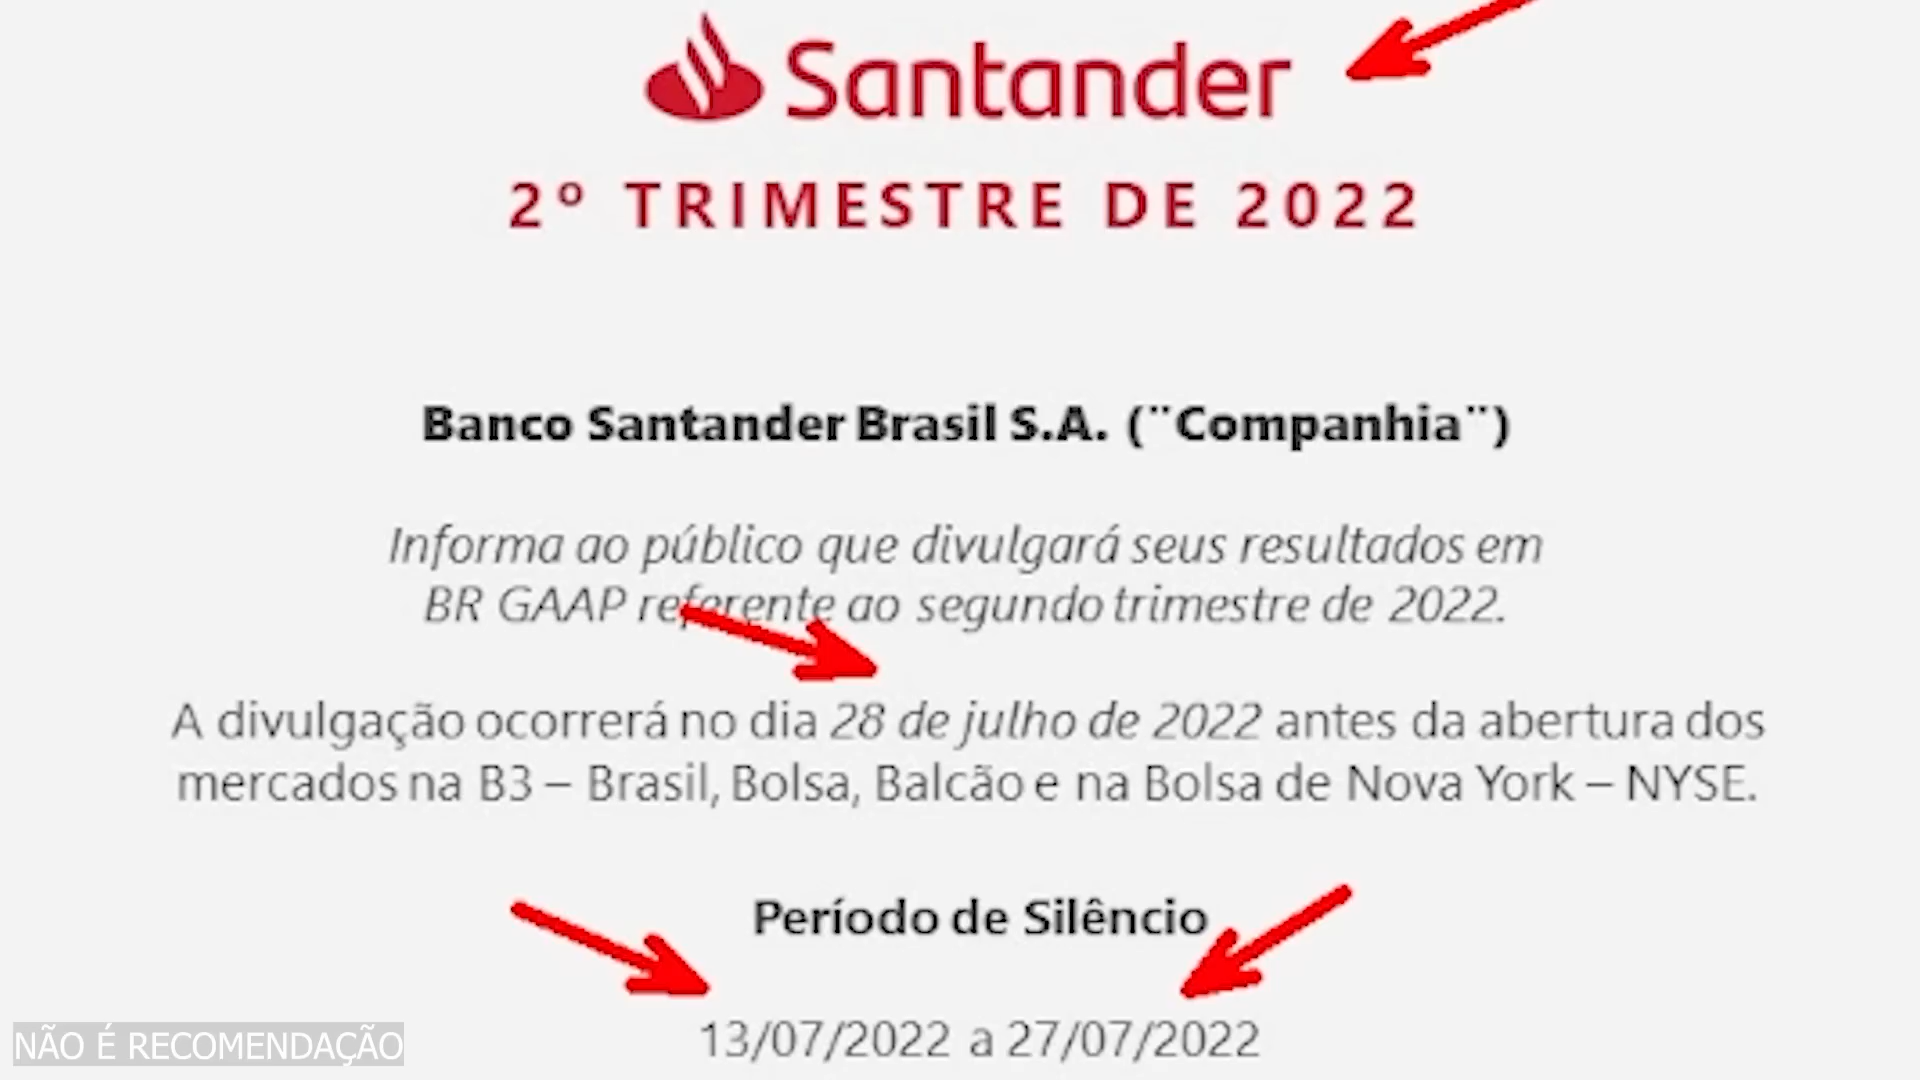 Santander
2º TRIMESTRE DE 2022
Banco Santander Brasil S.A. (¨Companhia¨)
Informa ao público que divulgará seus resultados em
BR GAAP referente ao segundo trimestre de 2022.
A divulgação ocorrerá no dia 28 de julho de 2022 antes da abertura dos
mercados na B3 – Brasil, Bolsa, Balcão e na Bolsa de Nova York – NYSE.
Período de Silêncio
13/07/2022 a 27/07/2022
NÃO É RECOMENDAÇÃO